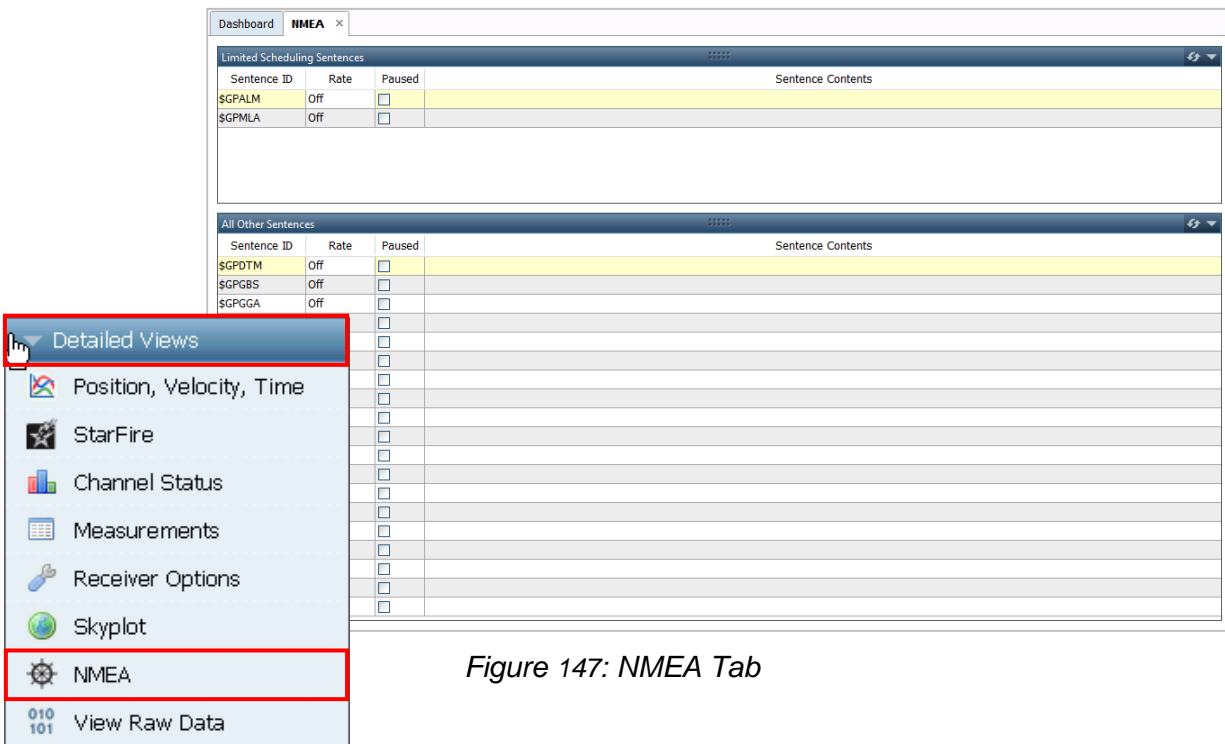 Dashboard NMEA ×
Limited Scheduling Sentences
Sentence ID Rate Paused Sentence Contents
$GPALM Off
$GPMLA Off
All Other Sentences
Sentence ID Rate Paused Sentence Contents
$GPDTM Off
$GPGBS Off
$GPGGA Off
Detailed Views
Position, Velocity, Time
StarFire
Channel Status
Measurements
Receiver Options
Skyplot
NMEA
010
101
View Raw Data
Figure 147: NMEA Tab